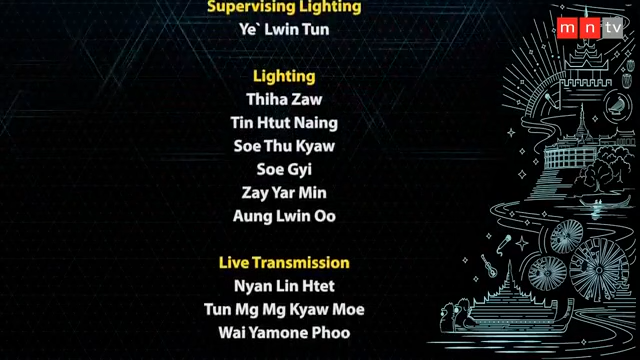 Supervising Lighting
mntv
Ye` Lwin Tun
Lighting
Thiha Zaw
Tin Htut Naing
Soe Thu Kyaw
Soe Gyi
Zay Yar Min
Aung Lwin Oo
Live Transmission
Nyan Lin Htet
Tun Mg Mg Kyaw Moe
Wai Yamone Phoo